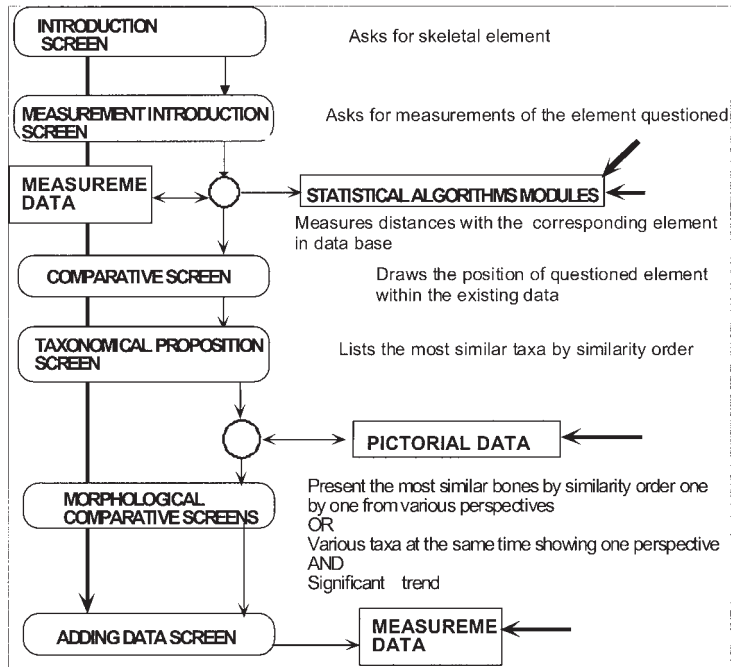 INTRODUCTION
SCREEN
Asks for skeletal element
MEASUREMENT INTRODUCTION
SCREEN
Asks for measurements of the element questioned
MEASUREME
DATA
STATISTICAL ALGORITHMS MODULES
Measures distances with the corresponding element
in data base
COMPARATIVE SCREEN
Draws the position of questioned element
within the existing data
TAXONOMICAL PROPOSITION
SCREEN
Lists the most similar taxa by similarity order
PICTORIAL DATA
MORPHOLOGICAL
COMPARATIVE SCREENS
Present the most similar bones by similarity order one
by one from various perspectives
OR
Various taxa at the same time showing one perspective
AND
Significant trend
ADDING DATA SCREEN
MEASUREME
DATA